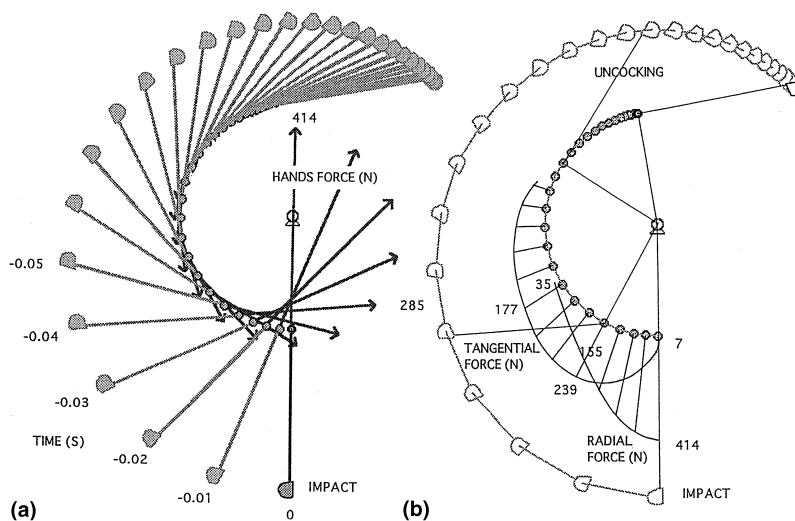 414
HANDS FORCE (N)
-0.05
-0.04
-0.03
TIME (S)
-0.02
-0.01
IMPACT
0
(a)
UNCOCKING
35
285
177
TANGENTIAL
FORCE (N)
155
7
239
RADIAL
FORCE (N)
414
IMPACT
(b)